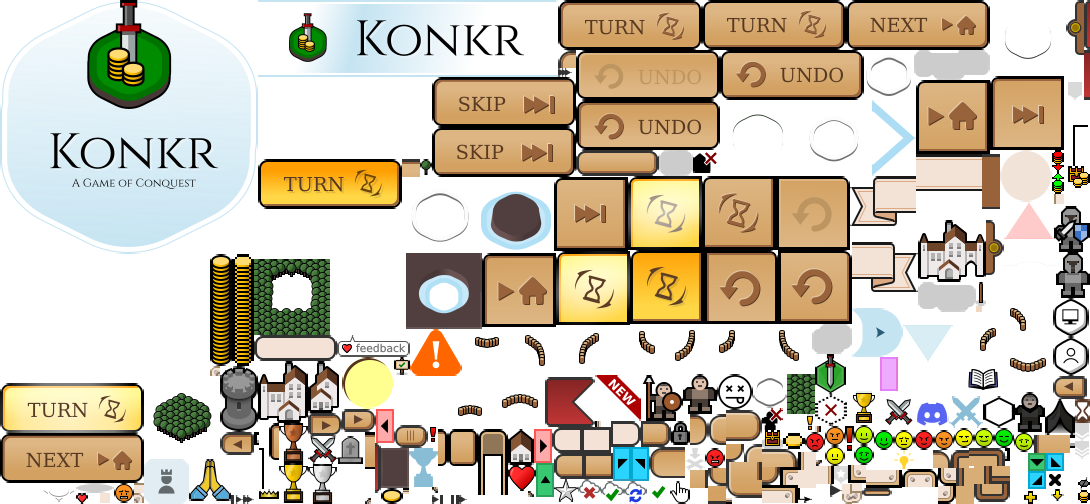 KONKR
A GAME OF CONQUEST
KONKR
TURN
TURN
NEXT
UNDO
UNDO
SKIP
UNDO
SKIP
TURN
feedback
NEW
TURN
NEXT